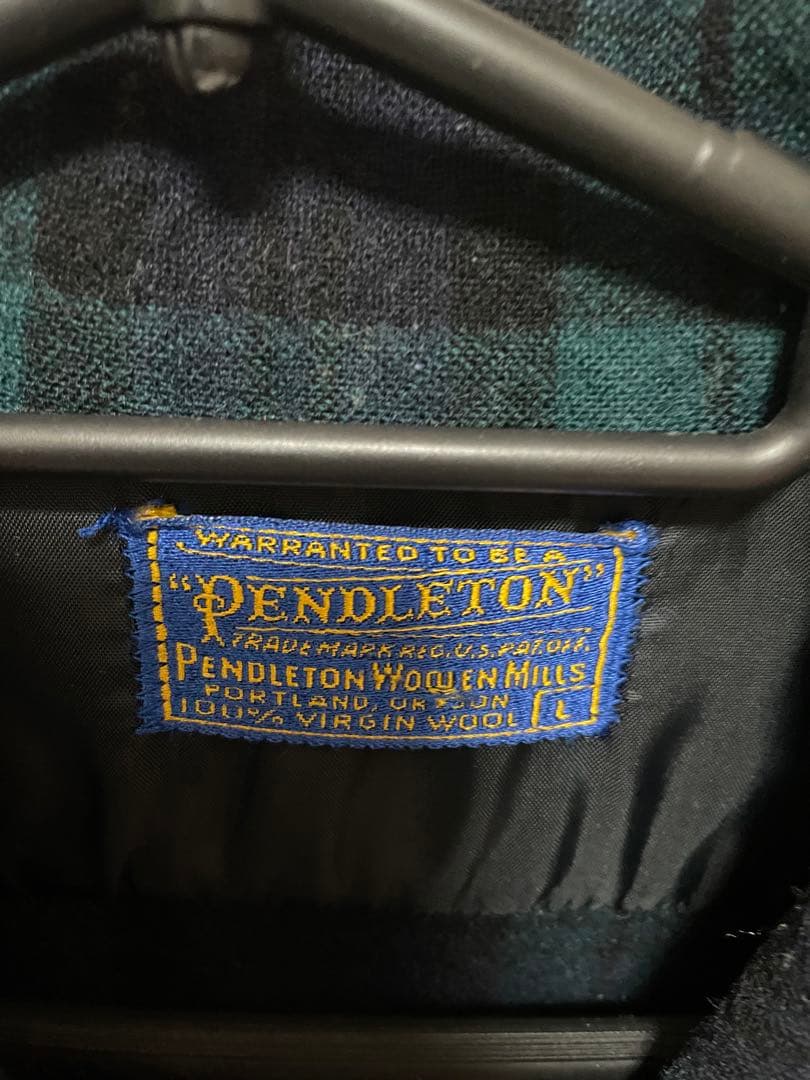 WARRANTED TO BE A
"PENDLETON"
TRADE MARK REG. U.S. PAT. OFF.
PENDLETON WOOLEN MILLS
PORTLAND, OREGON
100% VIRGIN WOOL L